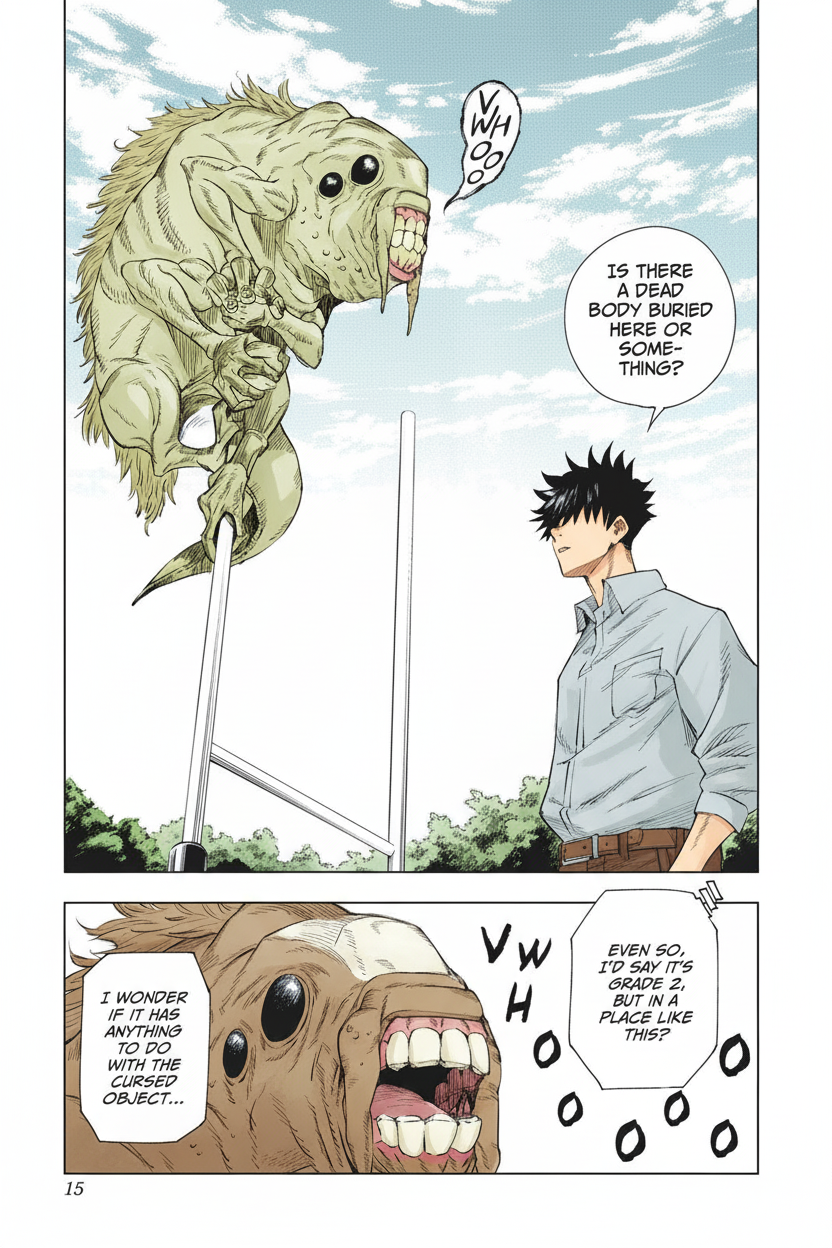 V
WH
O
O
O
IS THERE
A DEAD
BODY BURIED
HERE OR
SOME-
THING?
I WONDER
IF IT HAS
ANYTHING
TO DO
WITH THE
CURSED
OBJECT...
V W
H
O
O
O
O
O
O
EVEN SO,
I'D SAY IT'S
GRADE 2,
BUT IN A
PLACE LIKE
THIS?
15